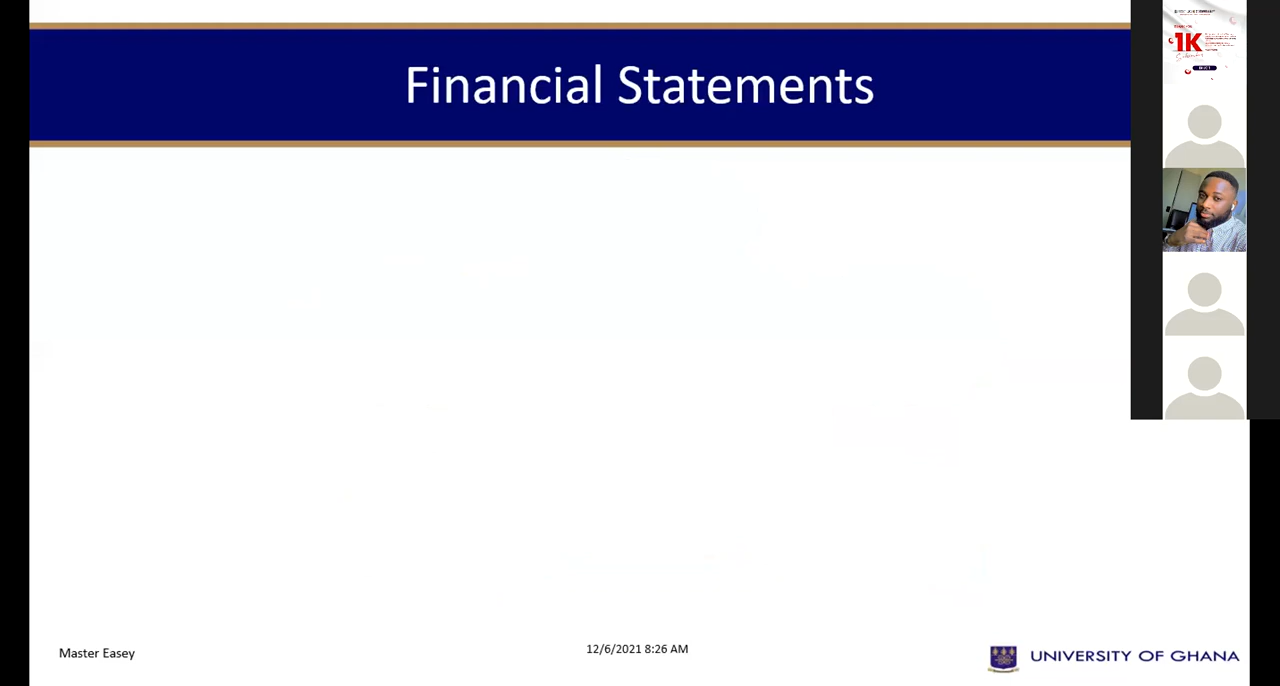 Financial Statements
1K
Master Easey
12/6/2021 8:26 AM
UNIVERSITY OF GHANA